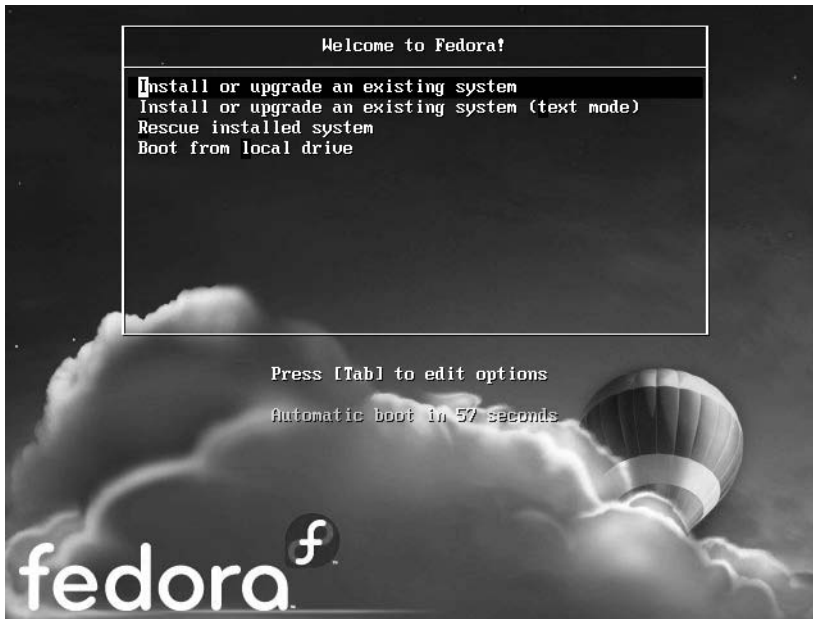 Welcome to Fedora!
Install or upgrade an existing system
Install or upgrade an existing system (text mode)
Rescue installed system
Boot from local drive
Press [Tab] to edit options
Automatic boot in 57 seconds
fedora